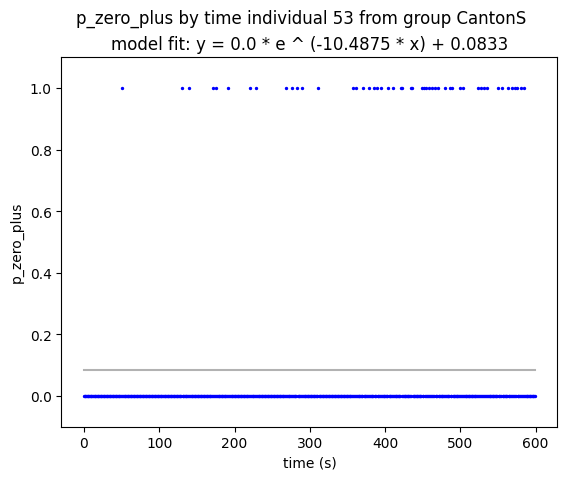 p_zero_plus by time individual 53 from group CantonS
model fit: y = 0.0 * e ^ (-10.4875 * x) + 0.0833
1.0
0.8
0.6
0.4
0.2
0.0
p_zero_plus
0 100 200 300 400 500 600
time (s)